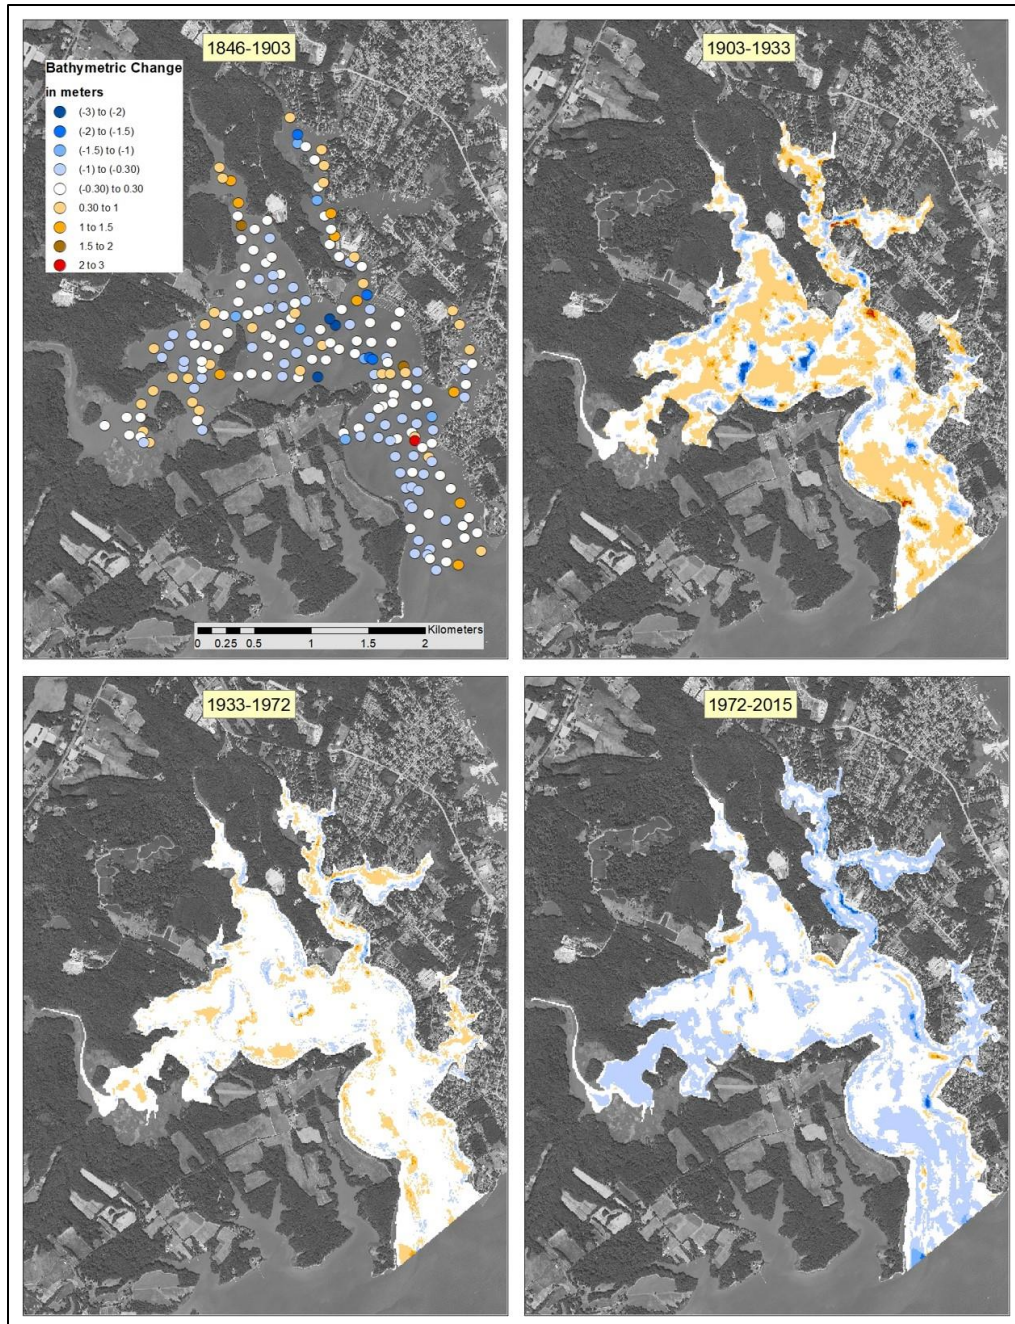 1846-1903
Bathymetric Change
in meters
(-3) to (-2)
(-2) to (-1.5)
(-1.5) to (-1)
(-1) to (-0.30)
(-0.30) to 0.30
0.30 to 1
1 to 1.5
1.5 to 2
2 to 3
Kilometers
0 0.25 0.5 1 1.5 2
1903-1933
1933-1972
1972-2015